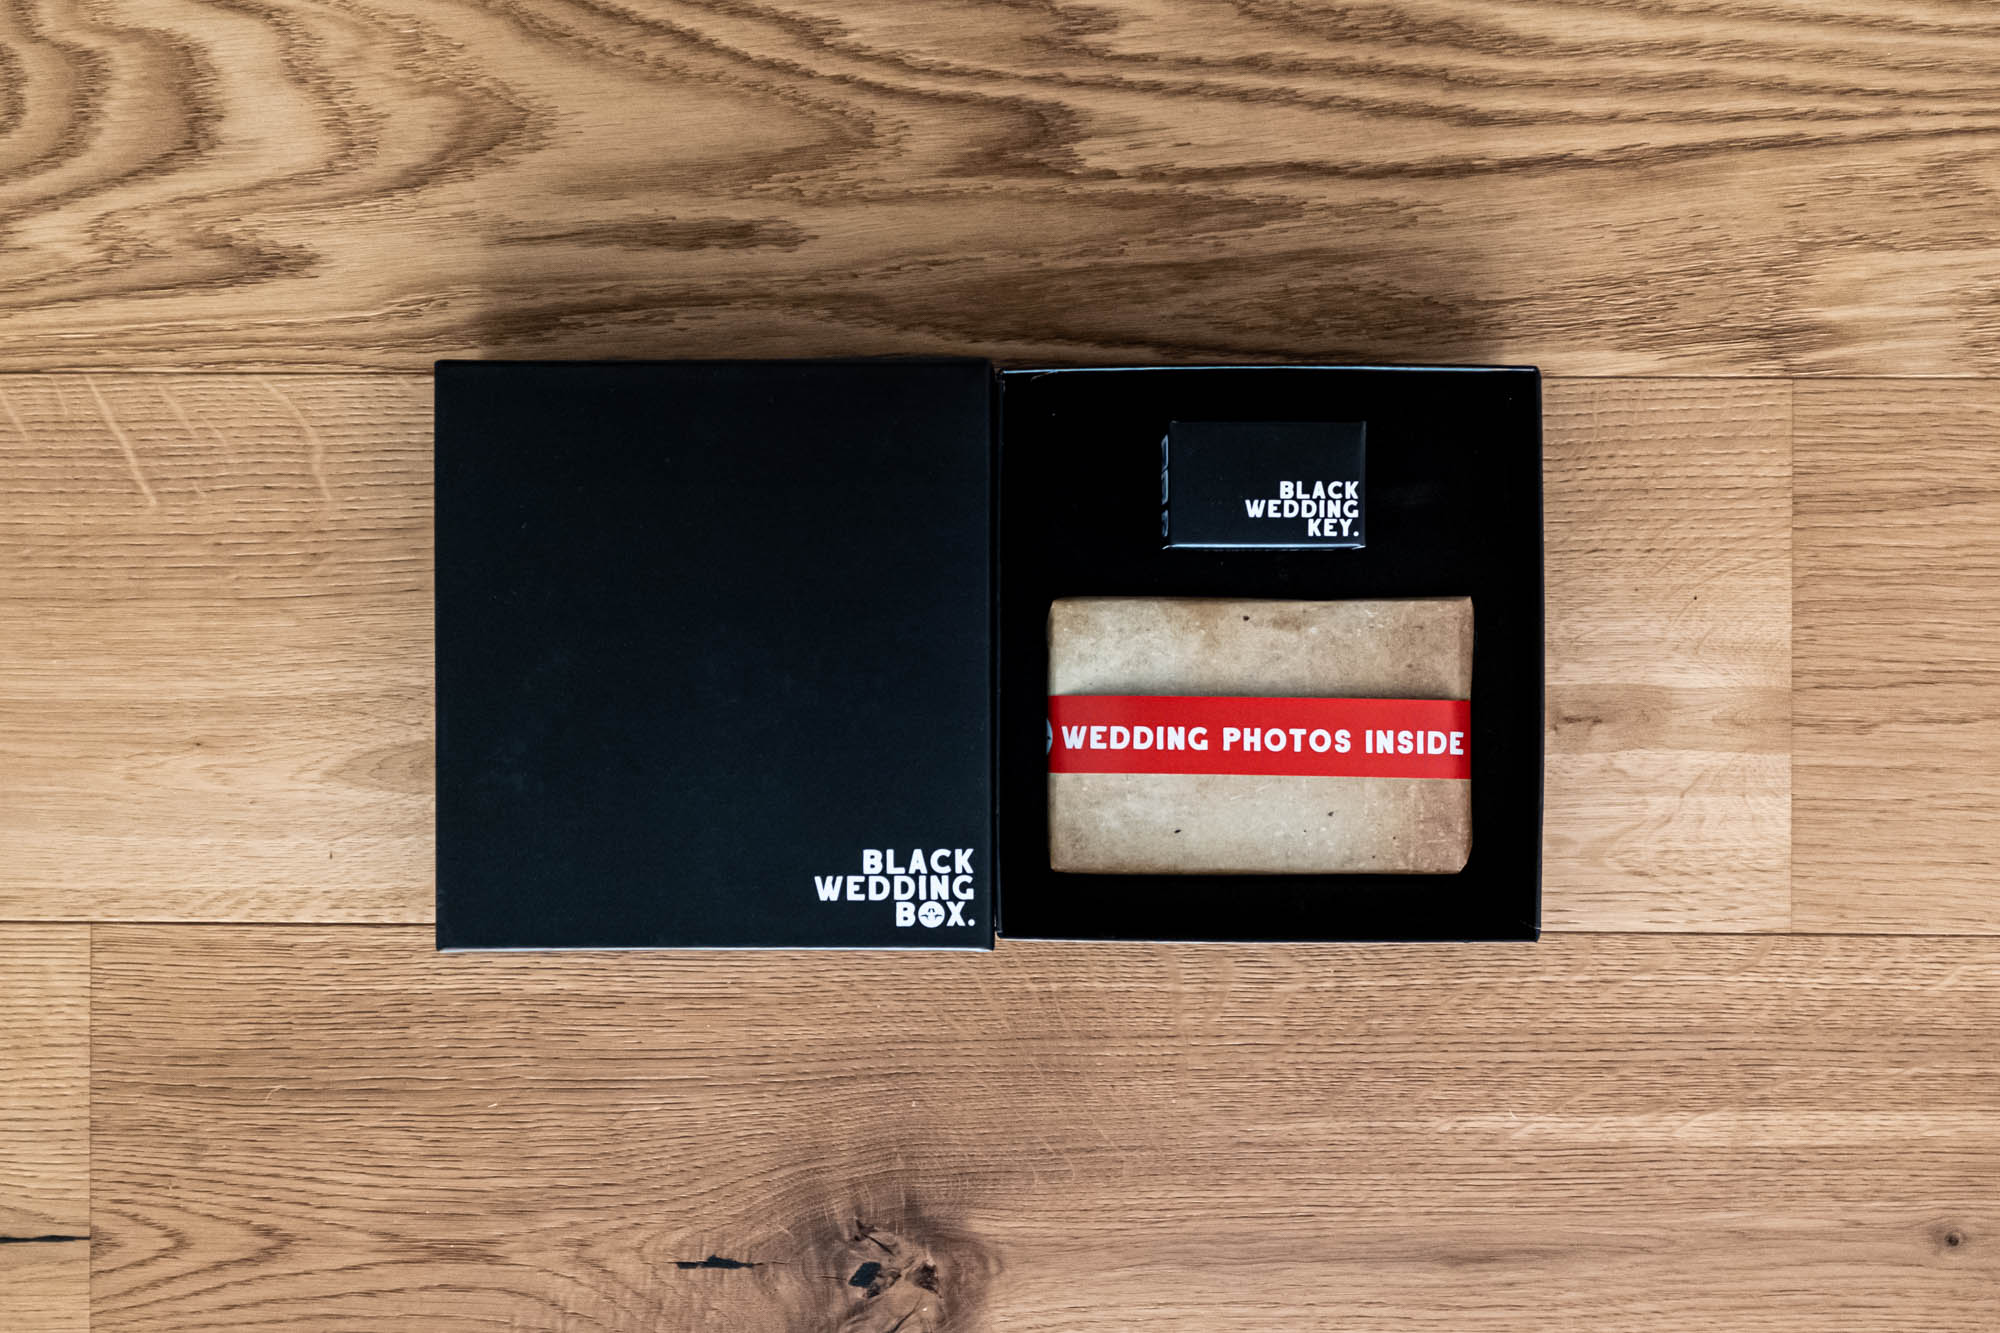 BLACK
WEDDING
BOX.
BLACK
WEDDING
KEY.
WEDDING PHOTOS INSIDE